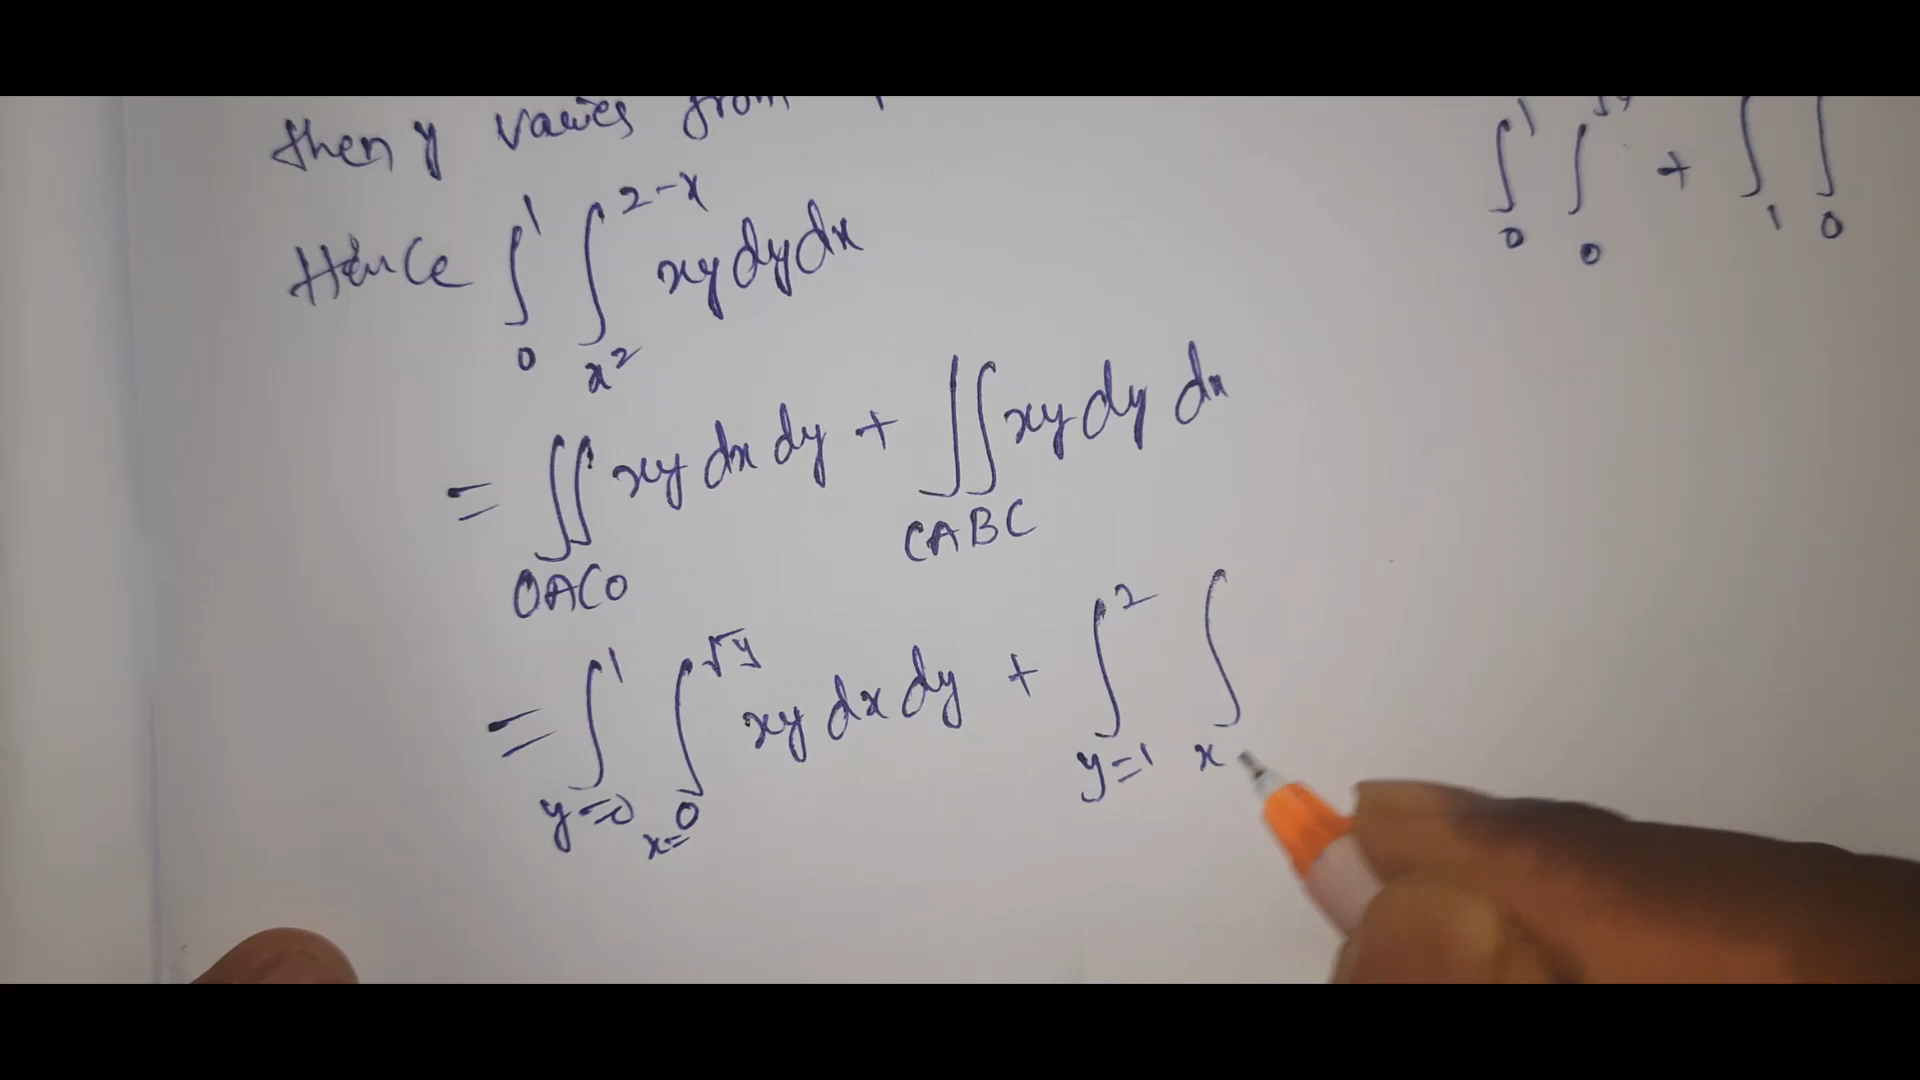 then y varies from
∫₀¹ ∫₀ + ∫₁ ∫₀
Hence ∫₀¹ ∫_{x²}^{2-x} xy dy dx
= ∬_{OACO} xy dx dy + ∬_{CABC} xy dy dx
= ∫_{y=0}^{1} ∫_{x=0}^{√y} xy dx dy + ∫_{y=1}^{2} ∫_{x}